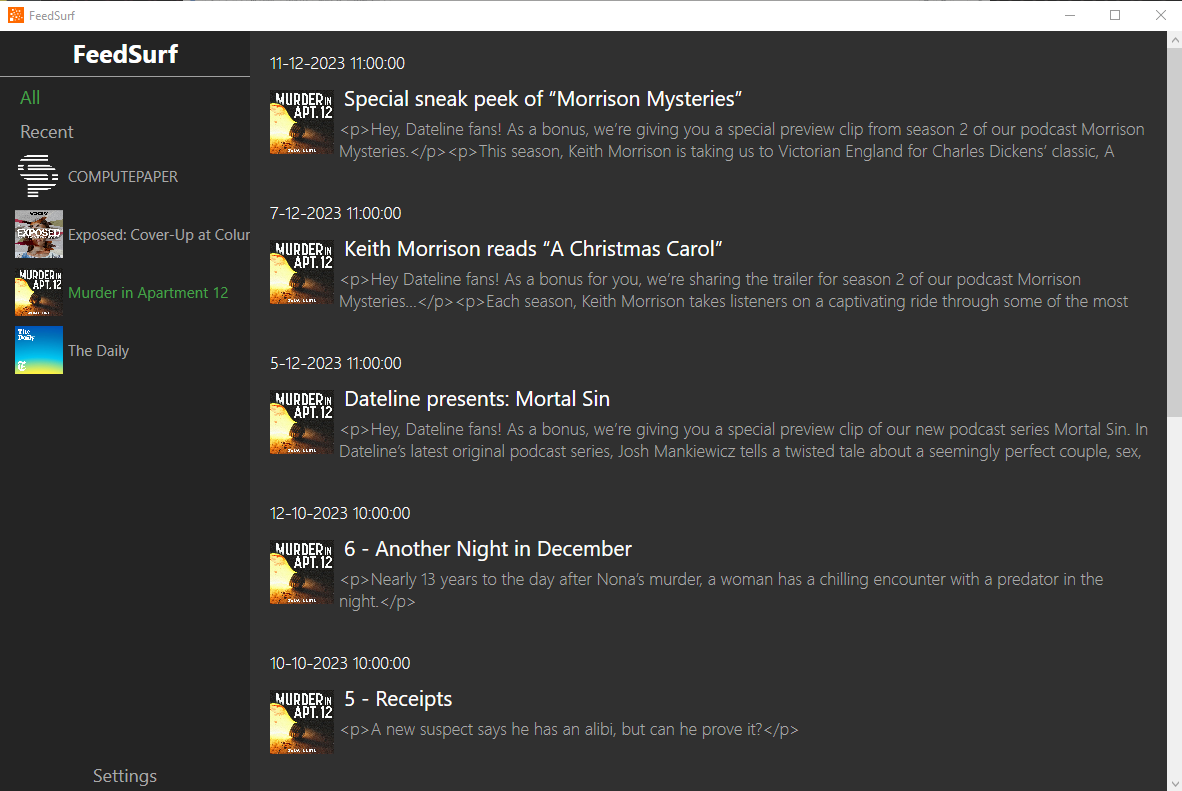 FeedSurf
FeedSurf
All
Recent
COMPUTEPAPER
EXPOSED
Exposed: Cover-Up at Colur
MURDER IN
APT. 12
Murder in Apartment 12
The
Daily
The Daily
Settings
11-12-2023 11:00:00
MURDER IN
APT. 12
Special sneak peek of “Morrison Mysteries”
<p>Hey, Dateline fans! As a bonus, we’re giving you a special preview clip from season 2 of our podcast Morrison
Mysteries.</p><p>This season, Keith Morrison is taking us to Victorian England for Charles Dickens’ classic, A
7-12-2023 11:00:00
MURDER IN
APT. 12
Keith Morrison reads “A Christmas Carol”
<p>Hey Dateline fans! As a bonus for you, we’re sharing the trailer for season 2 of our podcast Morrison
Mysteries…</p><p>Each season, Keith Morrison takes listeners on a captivating ride through some of the most
5-12-2023 11:00:00
MURDER IN
APT. 12
Dateline presents: Mortal Sin
<p>Hey, Dateline fans! As a bonus, we’re giving you a special preview clip of our new podcast series Mortal Sin. In
Dateline’s latest original podcast series, Josh Mankiewicz tells a twisted tale about a seemingly perfect couple, sex,
12-10-2023 10:00:00
MURDER IN
APT. 12
6 - Another Night in December
<p>Nearly 13 years to the day after Nona’s murder, a woman has a chilling encounter with a predator in the
night.</p>
10-10-2023 10:00:00
MURDER IN
APT. 12
5 - Receipts
<p>A new suspect says he has an alibi, but can he prove it?</p>